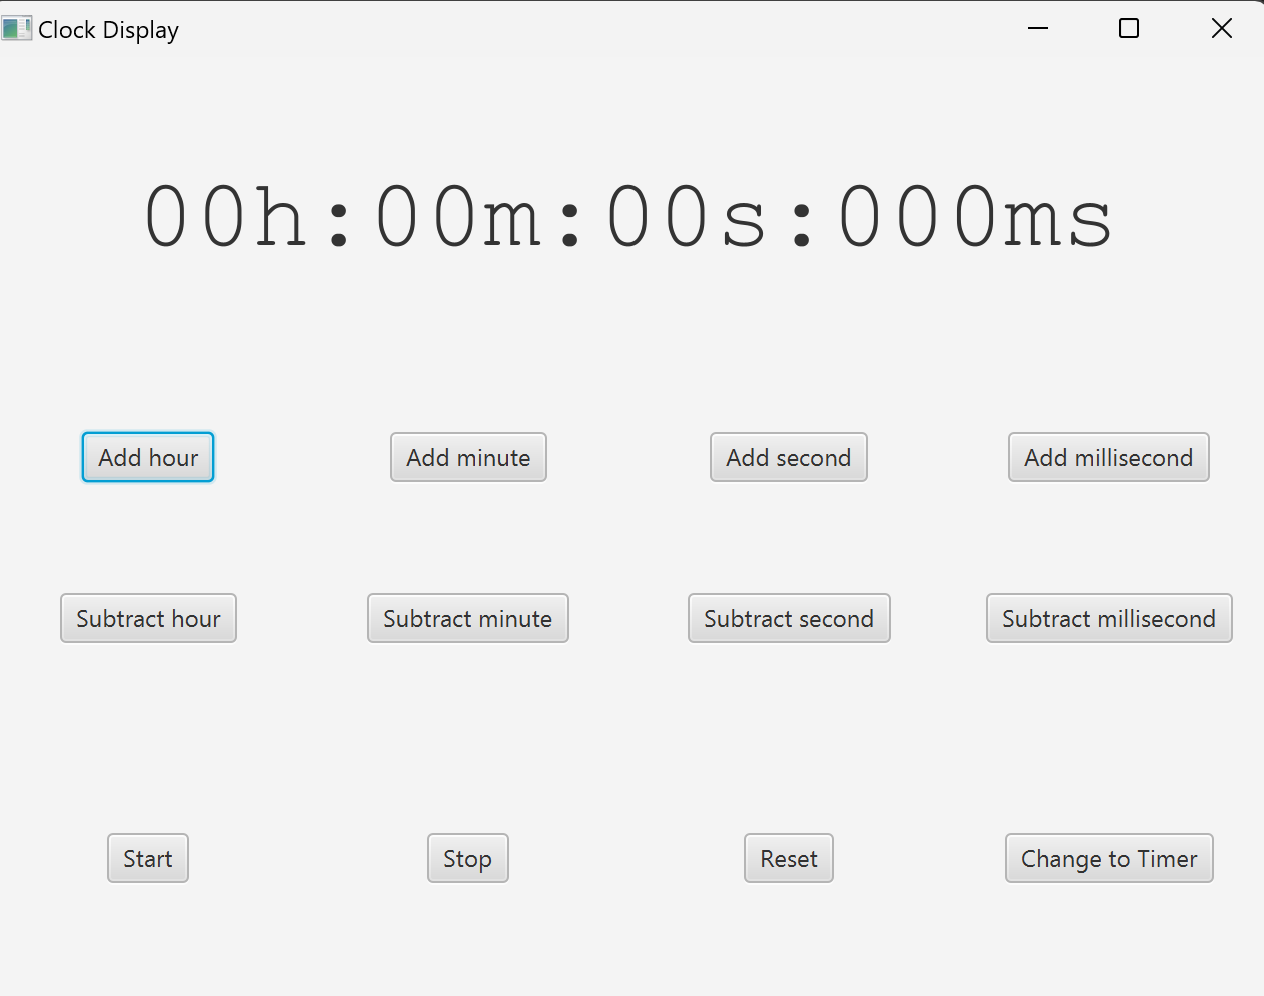 Clock Display
00h:00m:00s:000ms
Add hour Add minute Add second Add millisecond
Subtract hour Subtract minute Subtract second Subtract millisecond
Start Stop Reset Change to Timer